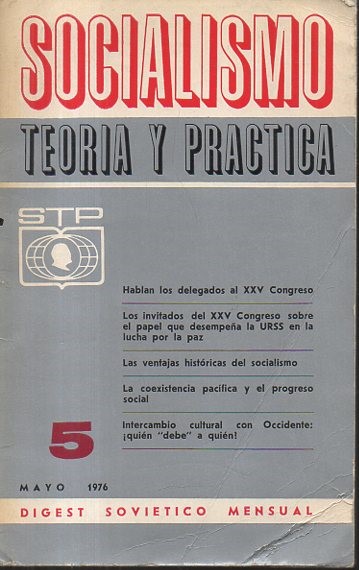 SOCIALISMO
TEORIA Y PRACTICA
STP
Hablan los delegados al XXV Congreso
Los invitados del XXV Congreso sobre
el papel que desempeña la URSS en la
lucha por la paz
Las ventajas históricas del socialismo
La coexistencia pacífica y el progreso
social
Intercambio cultural con Occidente:
¡quién "debe" a quién!
5
MAYO 1976
DIGEST SOVIETICO MENSUAL